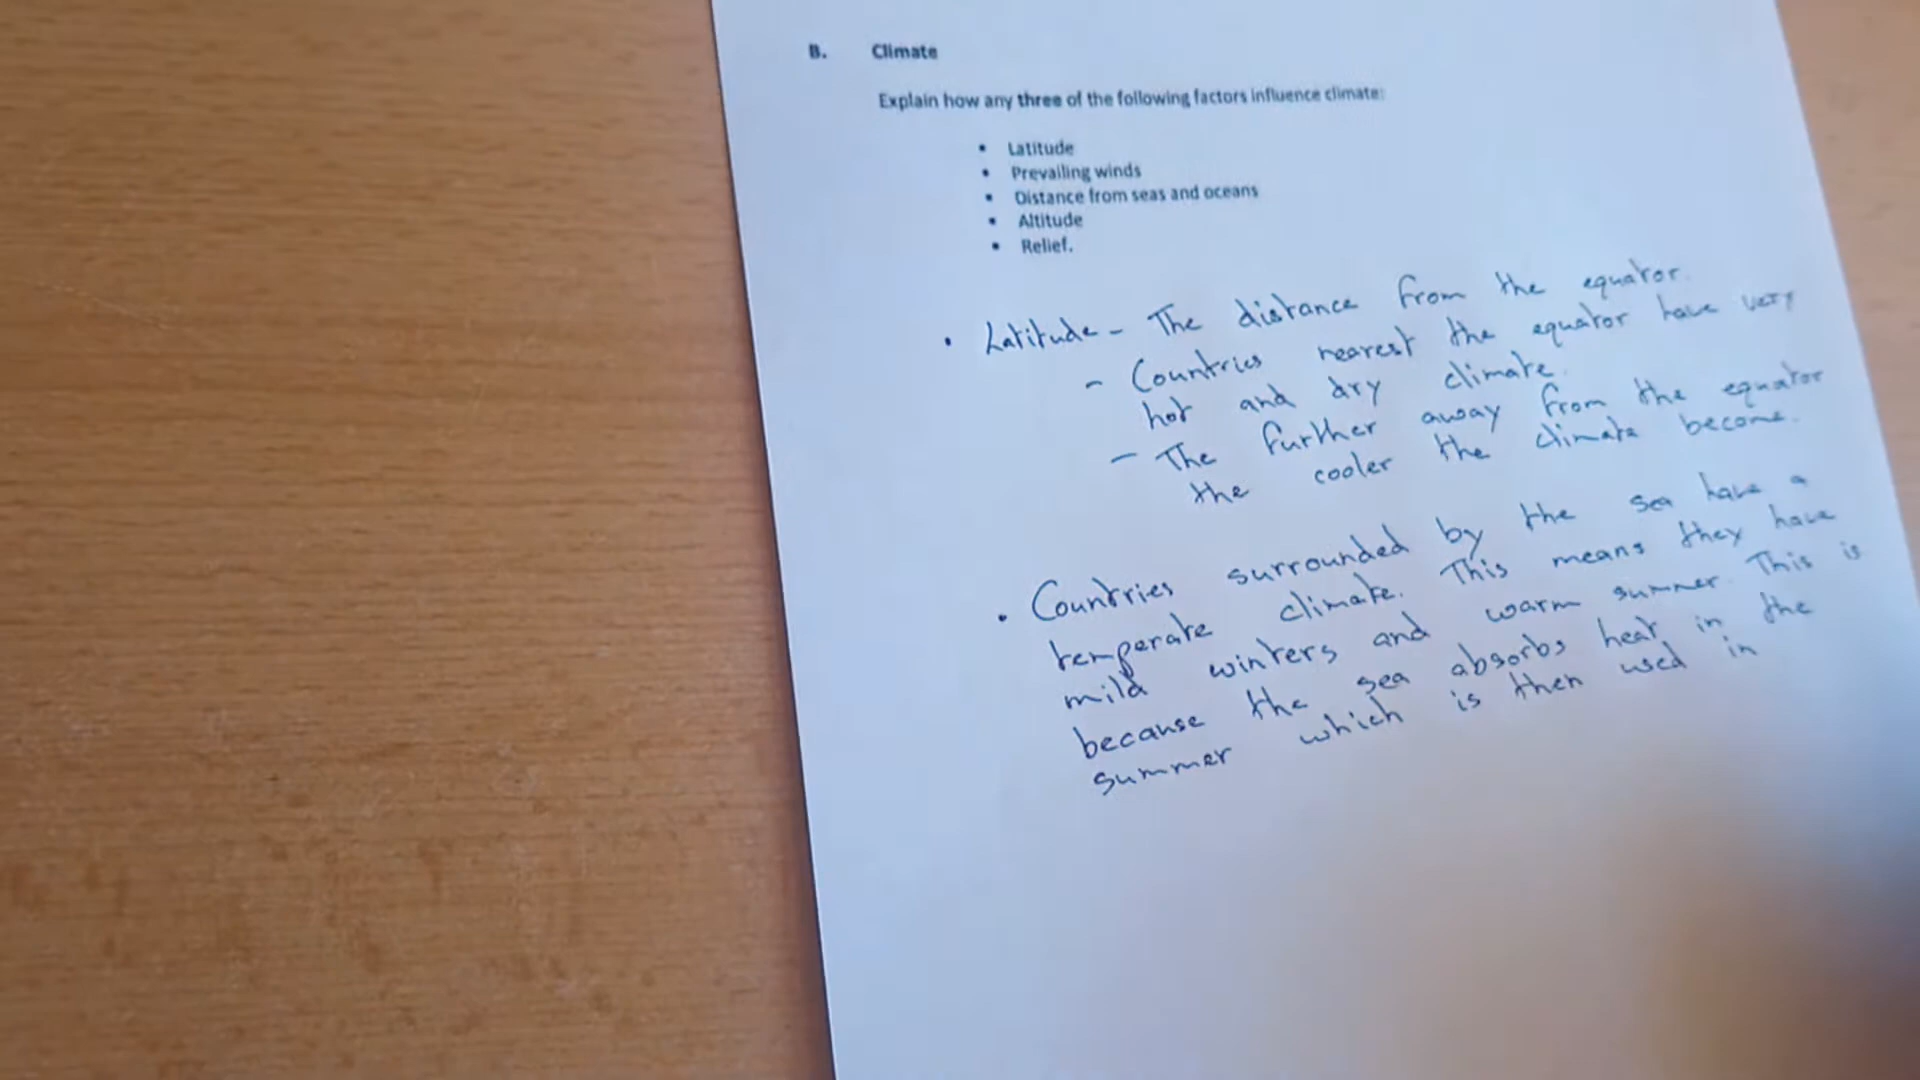 B. Climate
Explain how any three of the following factors influence climate:
• Latitude
• Prevailing winds
• Distance from seas and oceans
• Altitude
• Relief.
• Latitude - The distance from the equator.
- Countries nearest the equator have very
hot and dry climate.
- The further away from the equator
the cooler the climate become.
• Countries surrounded by the sea have a
temperate climate. This means they have
mild winters and warm summer. This is
because the sea absorbs heat in the
summer which is then used in